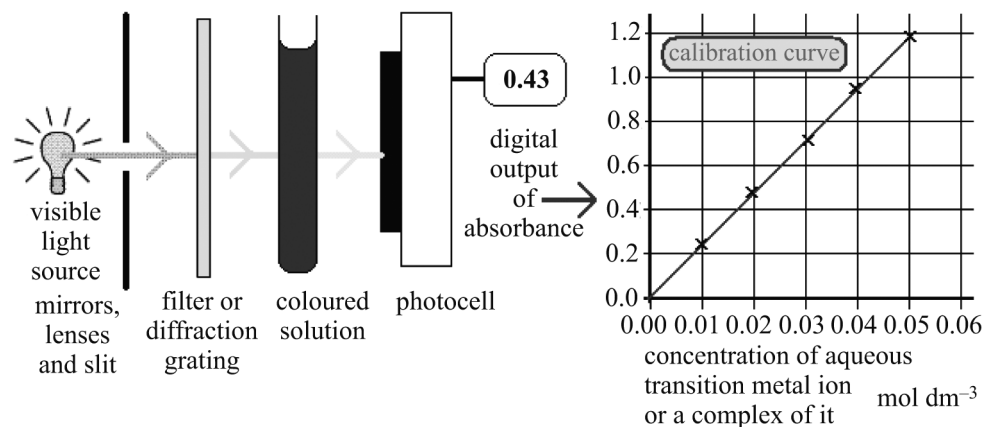 visible
light
source
mirrors,
lenses
and slit
filter or
diffraction
grating
coloured
solution
photocell
0.43
digital
output
of
absorbance
calibration curve
1.2
1.0
0.8
0.6
0.4
0.2
0.0
0.00 0.01 0.02 0.03 0.04 0.05 0.06
concentration of aqueous
transition metal ion
or a complex of it
mol dm⁻³